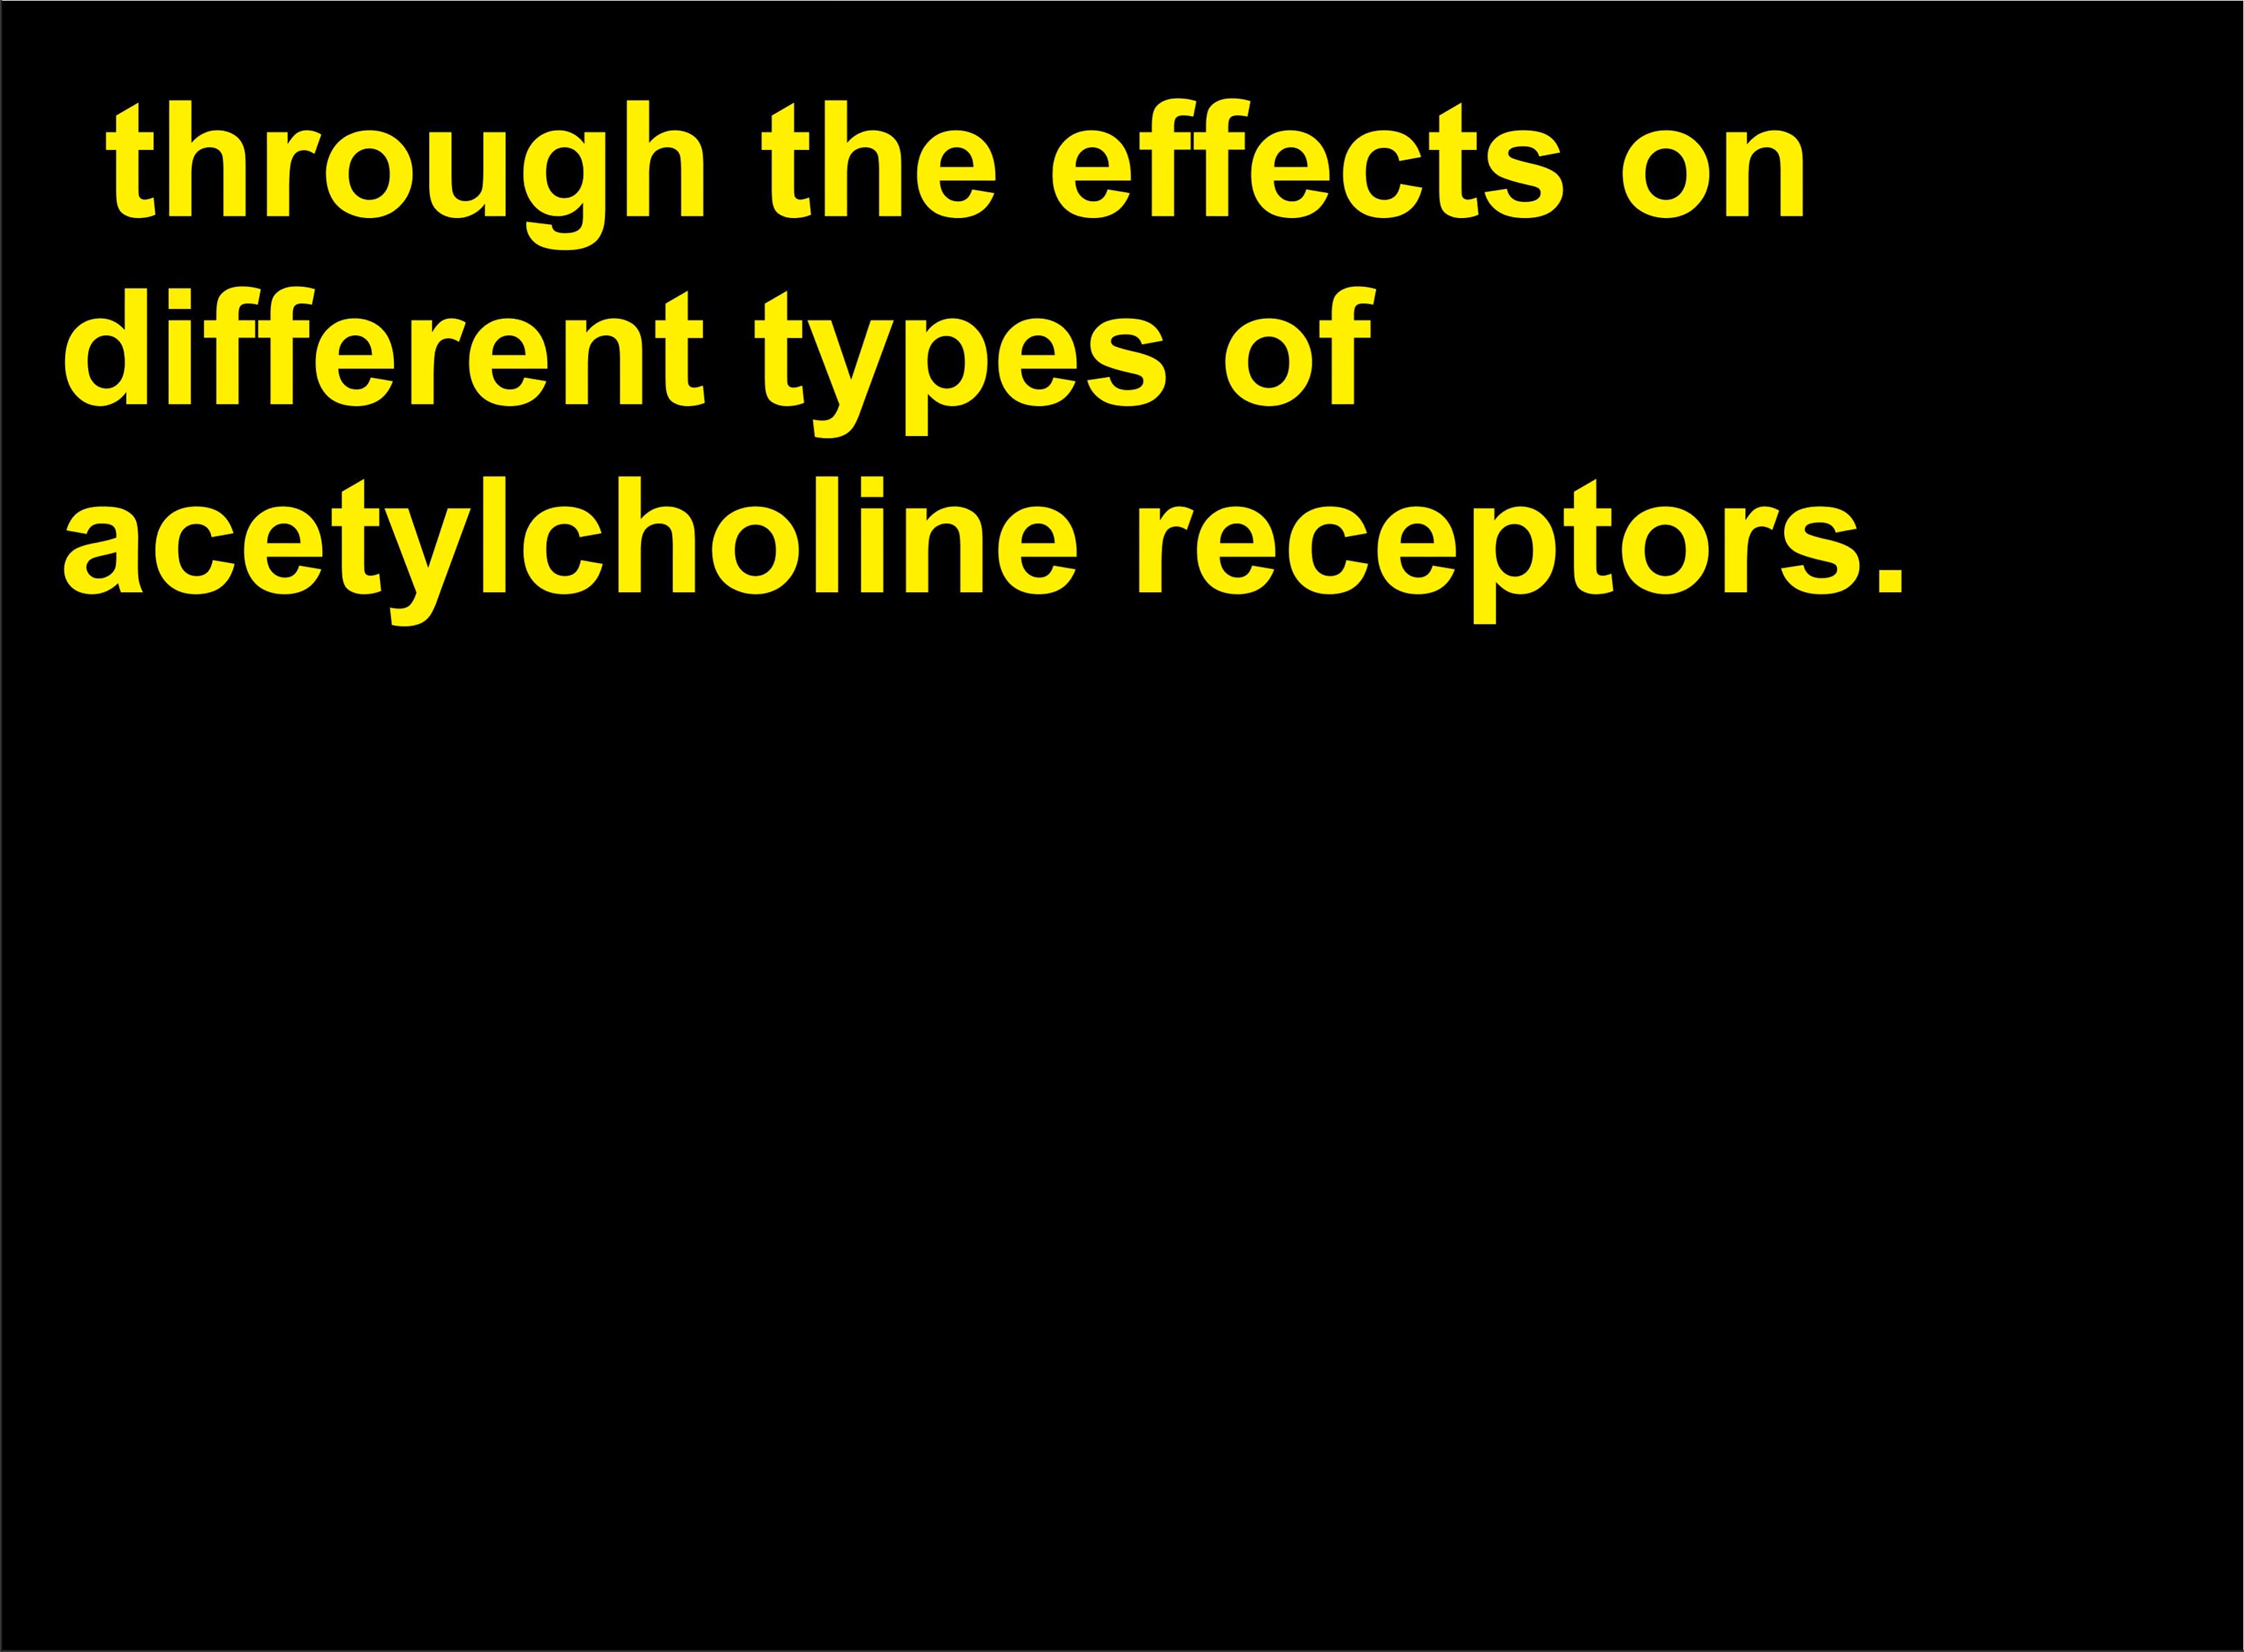 through the effects on
different types of
acetylcholine receptors.